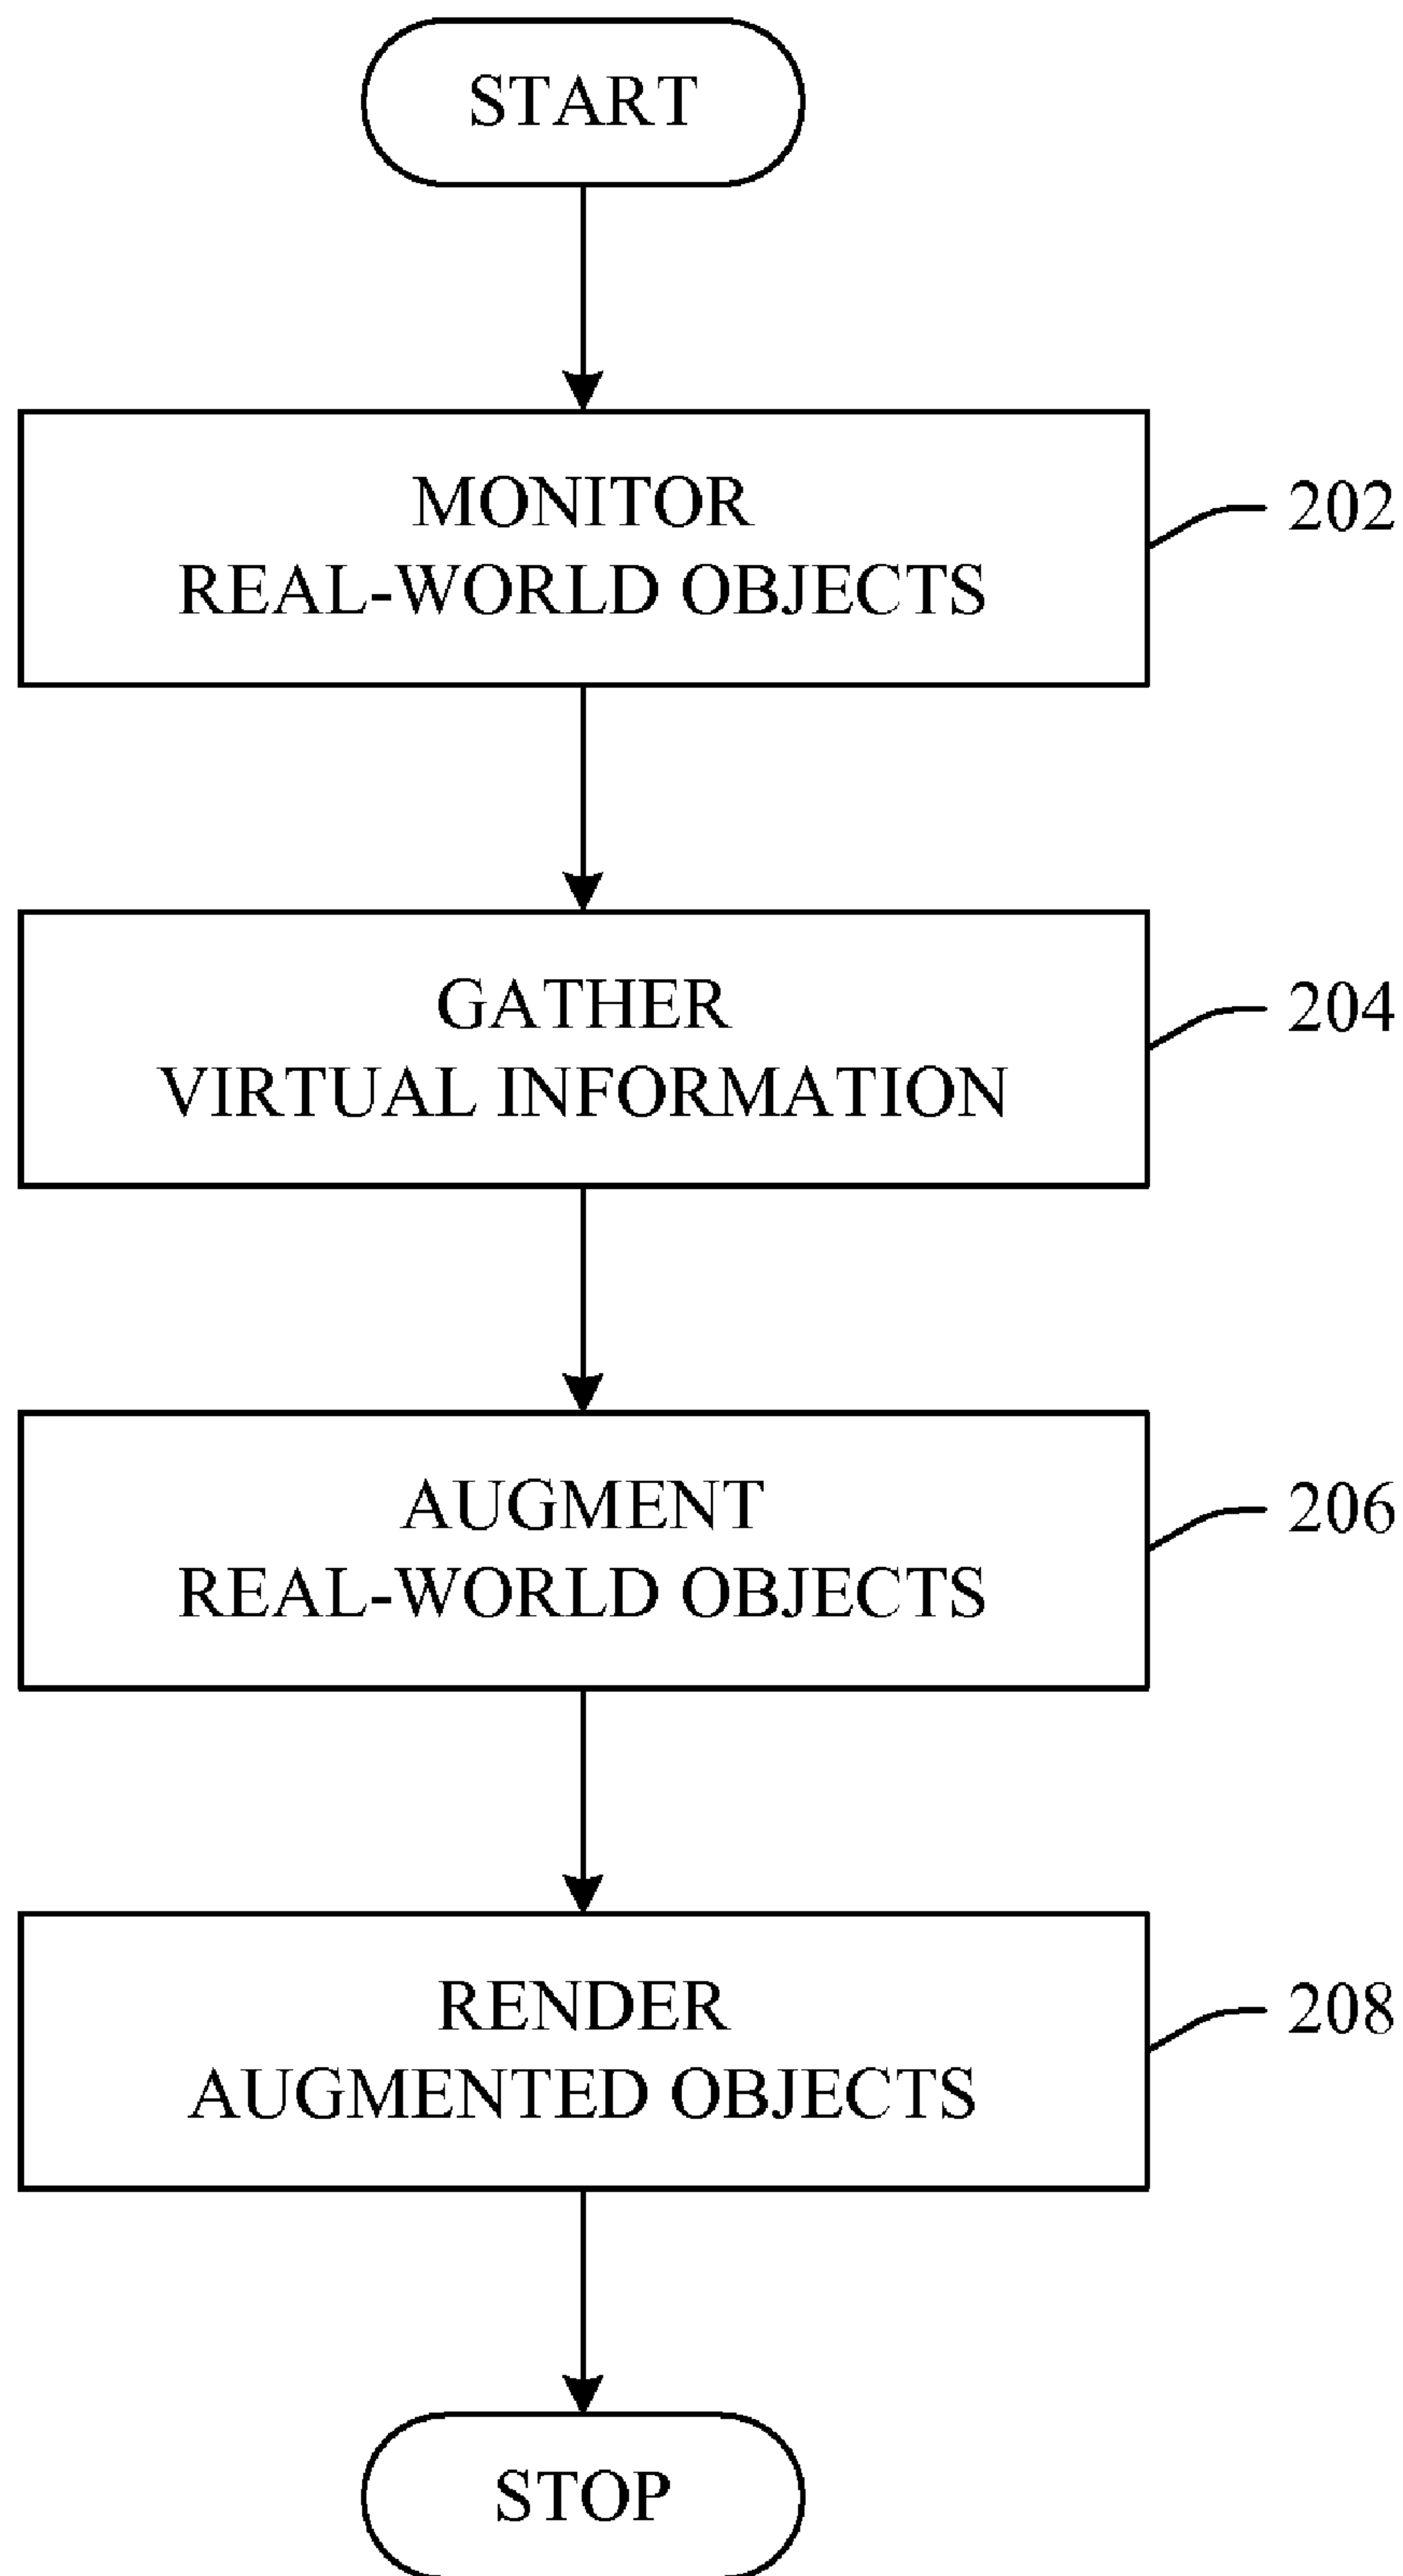 START
MONITOR
REAL-WORLD OBJECTS
202
GATHER
VIRTUAL INFORMATION
204
AUGMENT
REAL-WORLD OBJECTS
206
RENDER
AUGMENTED OBJECTS
208
STOP